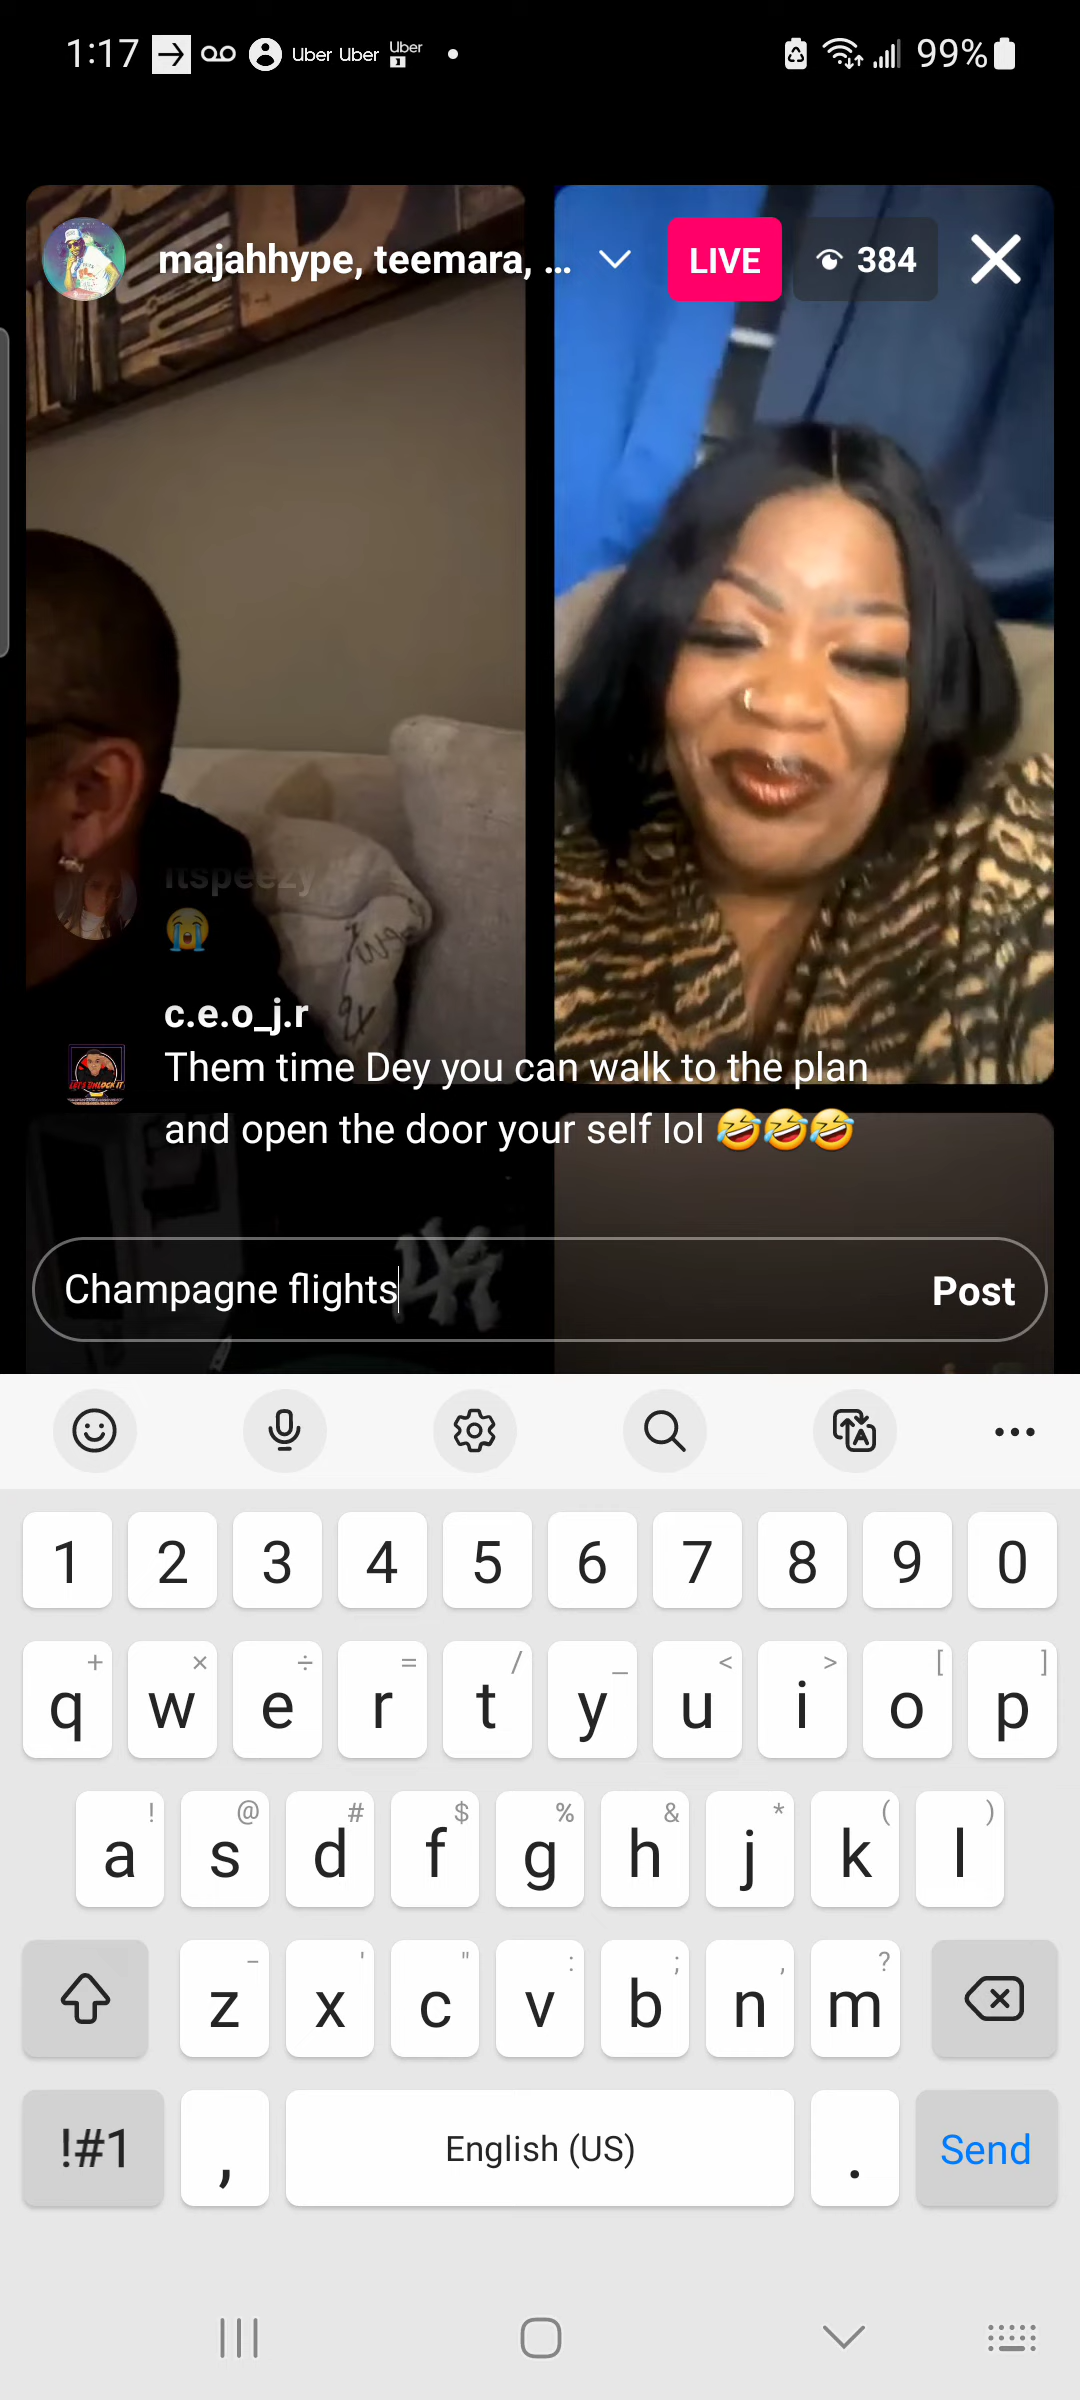 1:17 Uber Uber Uber 99%
majahhype, teemara, ... LIVE 384
itspeezy
😭
c.e.o_j.r
Them time Dey you can walk to the plan
and open the door your self lol 🤣🤣🤣
Champagne flights Post
1 2 3 4 5 6 7 8 9 0
+ × ÷ = / _ < > [ ]
q w e r t y u i o p
! @ # $ % & * ( )
a s d f g h j k l
- ' " : ; , ?
z x c v b n m
!#1 , English (US) . Send